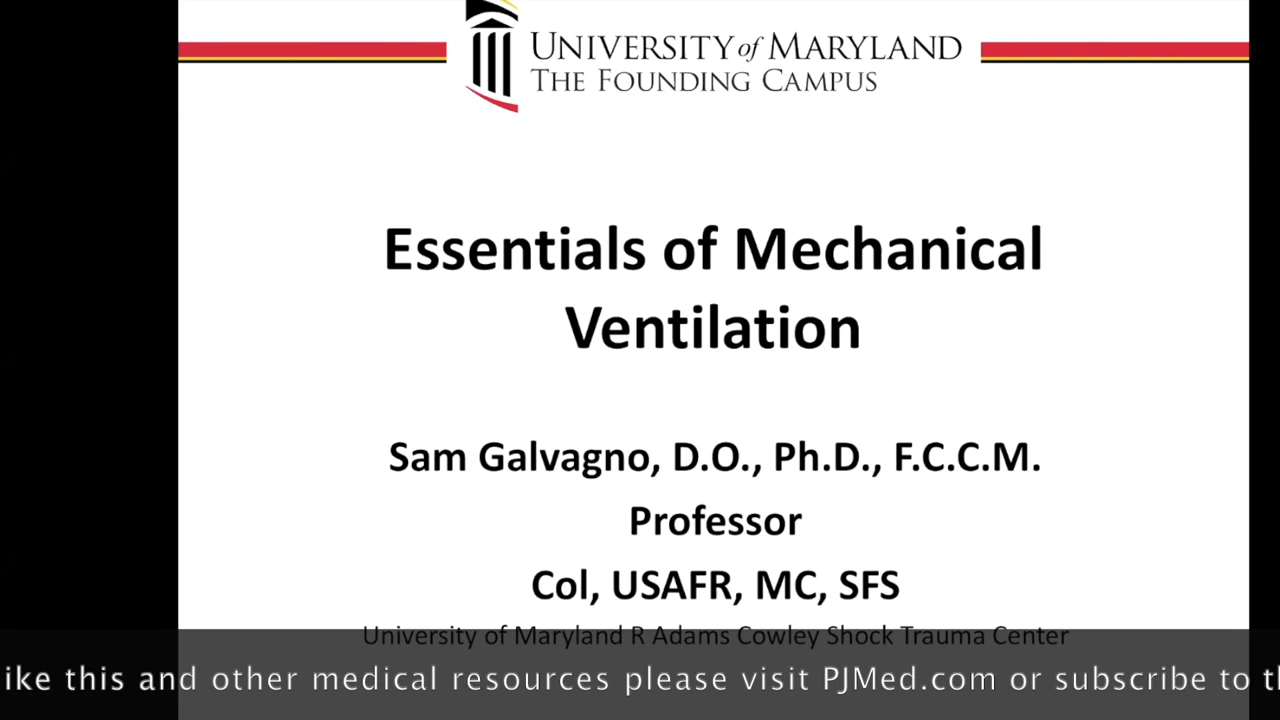 UNIVERSITY of MARYLAND
THE FOUNDING CAMPUS
Essentials of Mechanical
Ventilation
Sam Galvagno, D.O., Ph.D., F.C.C.M.
Professor
Col, USAFR, MC, SFS
University of Maryland R Adams Cowley Shock Trauma Center
this and other medical resources please visit PJMed.com or subscribe to